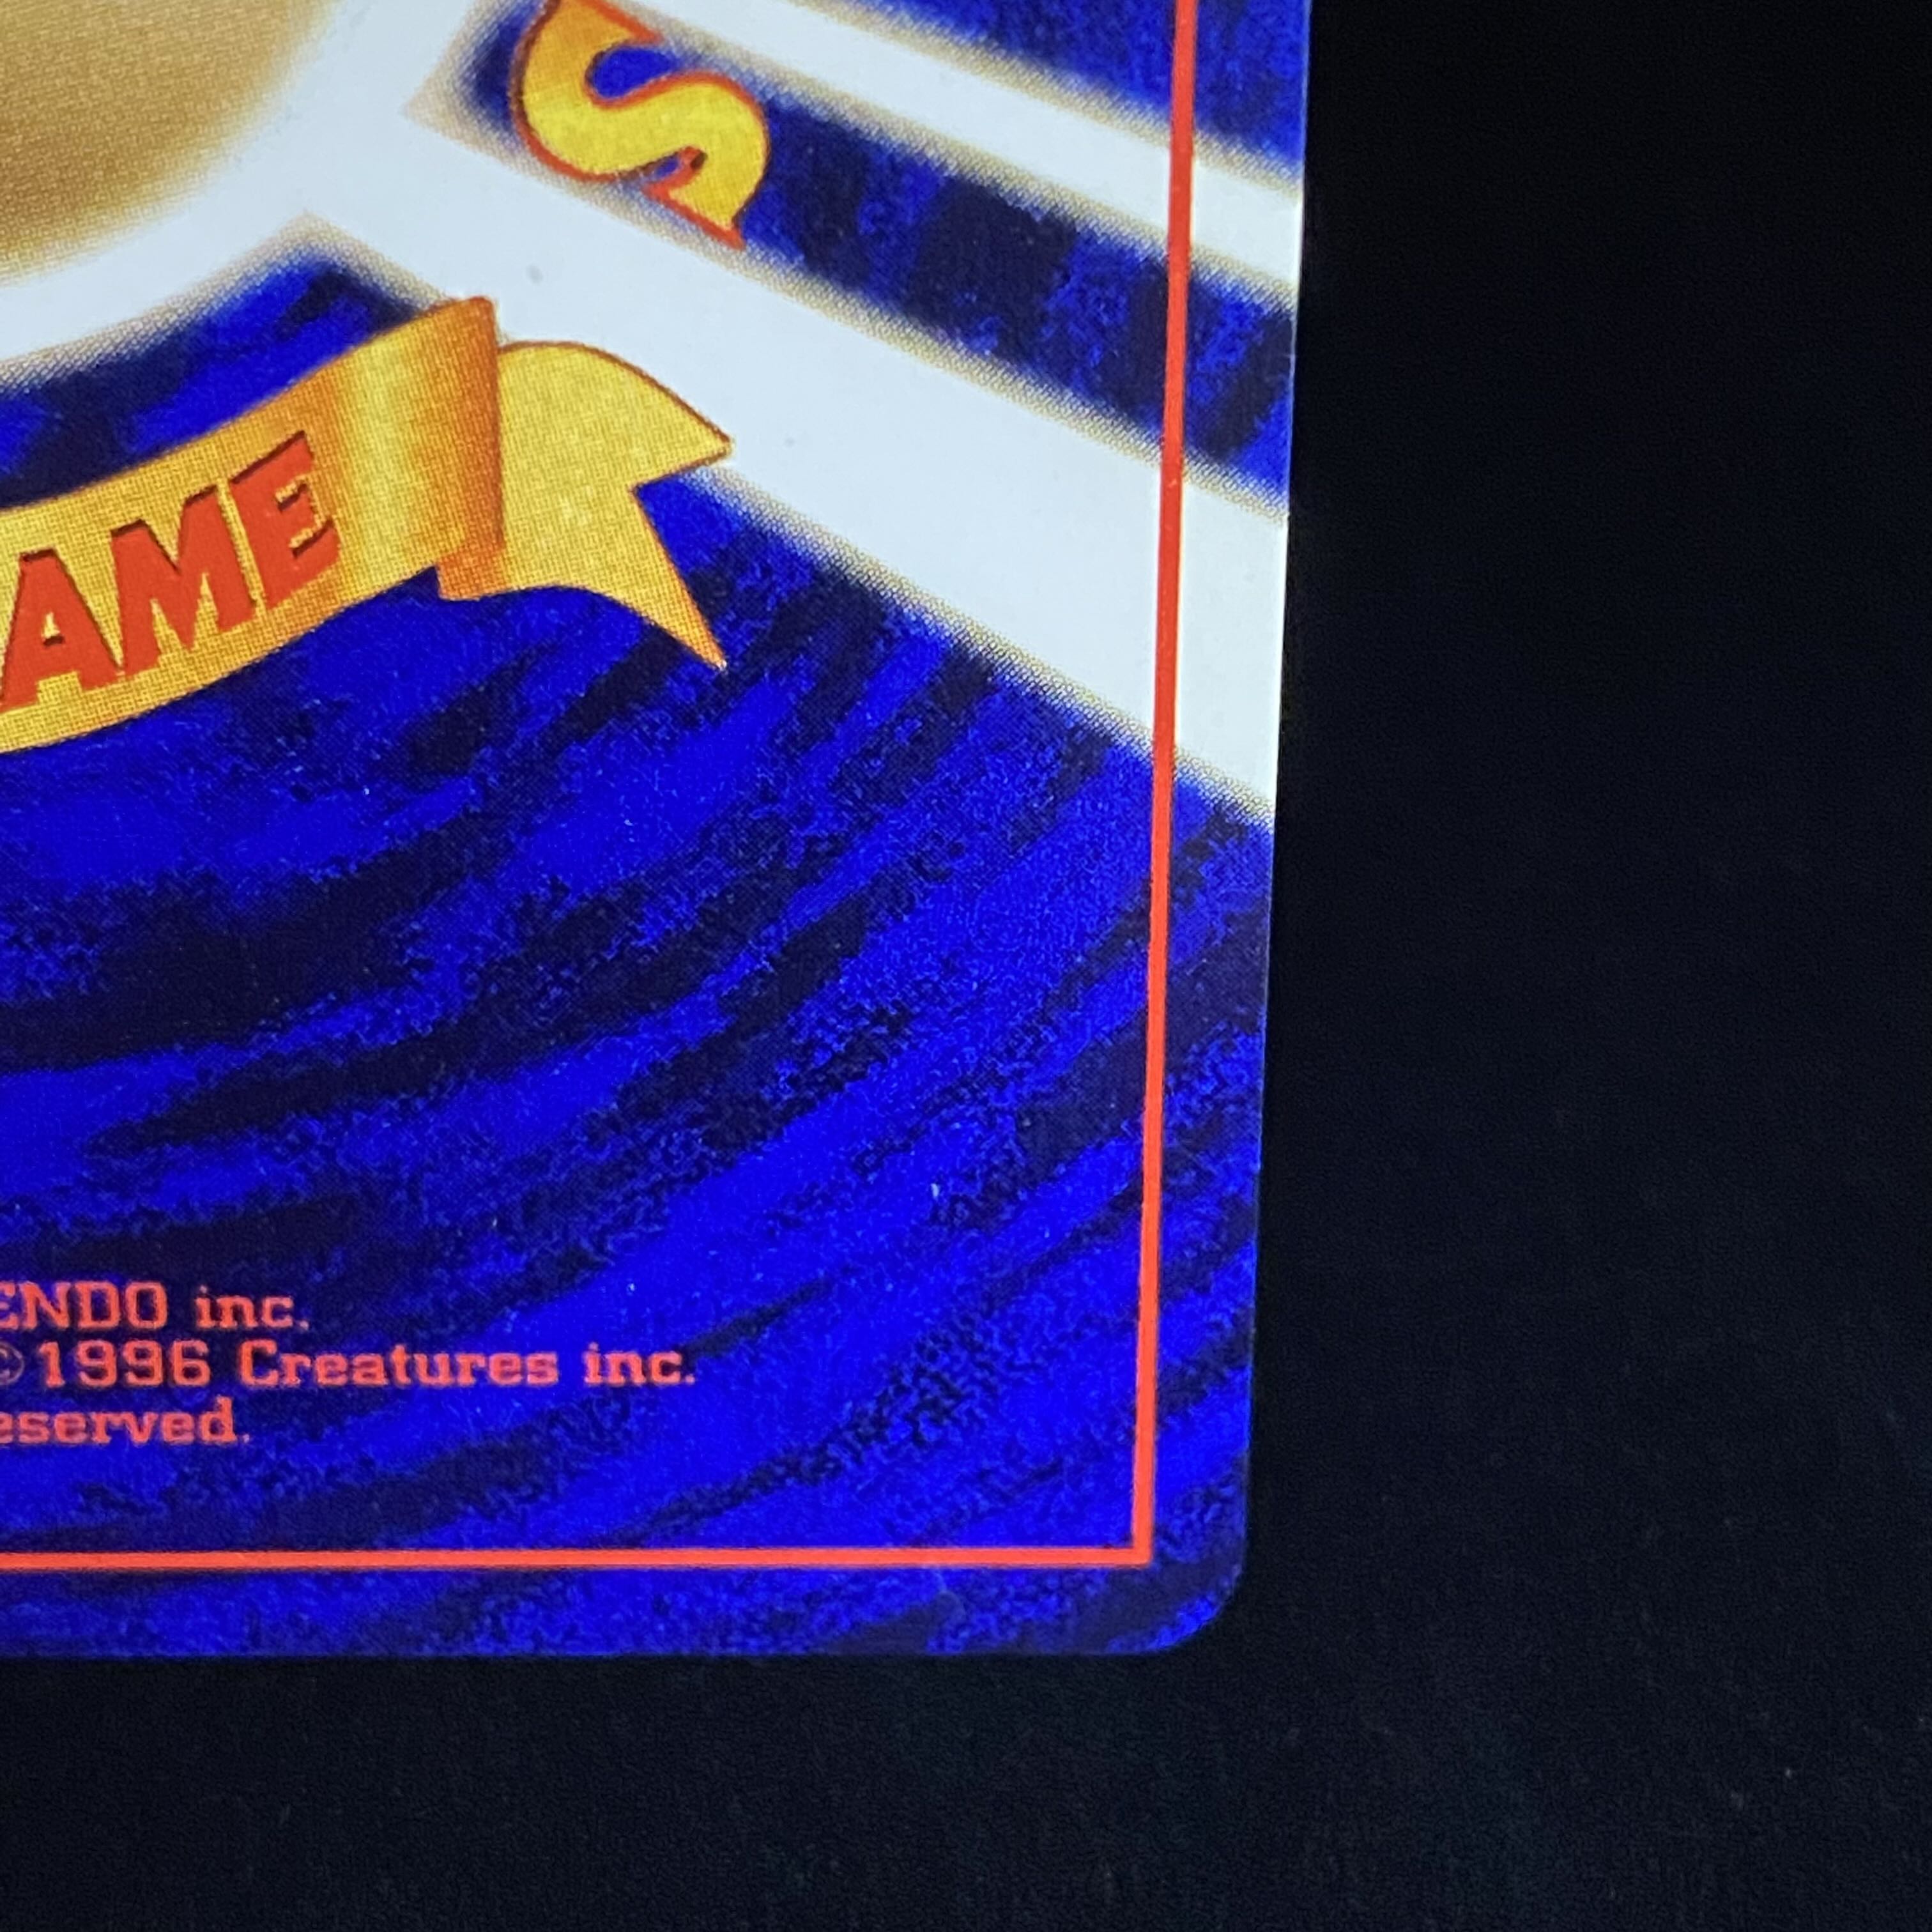 S
AME
ENDO inc.
©1996 Creatures inc.
eserved.